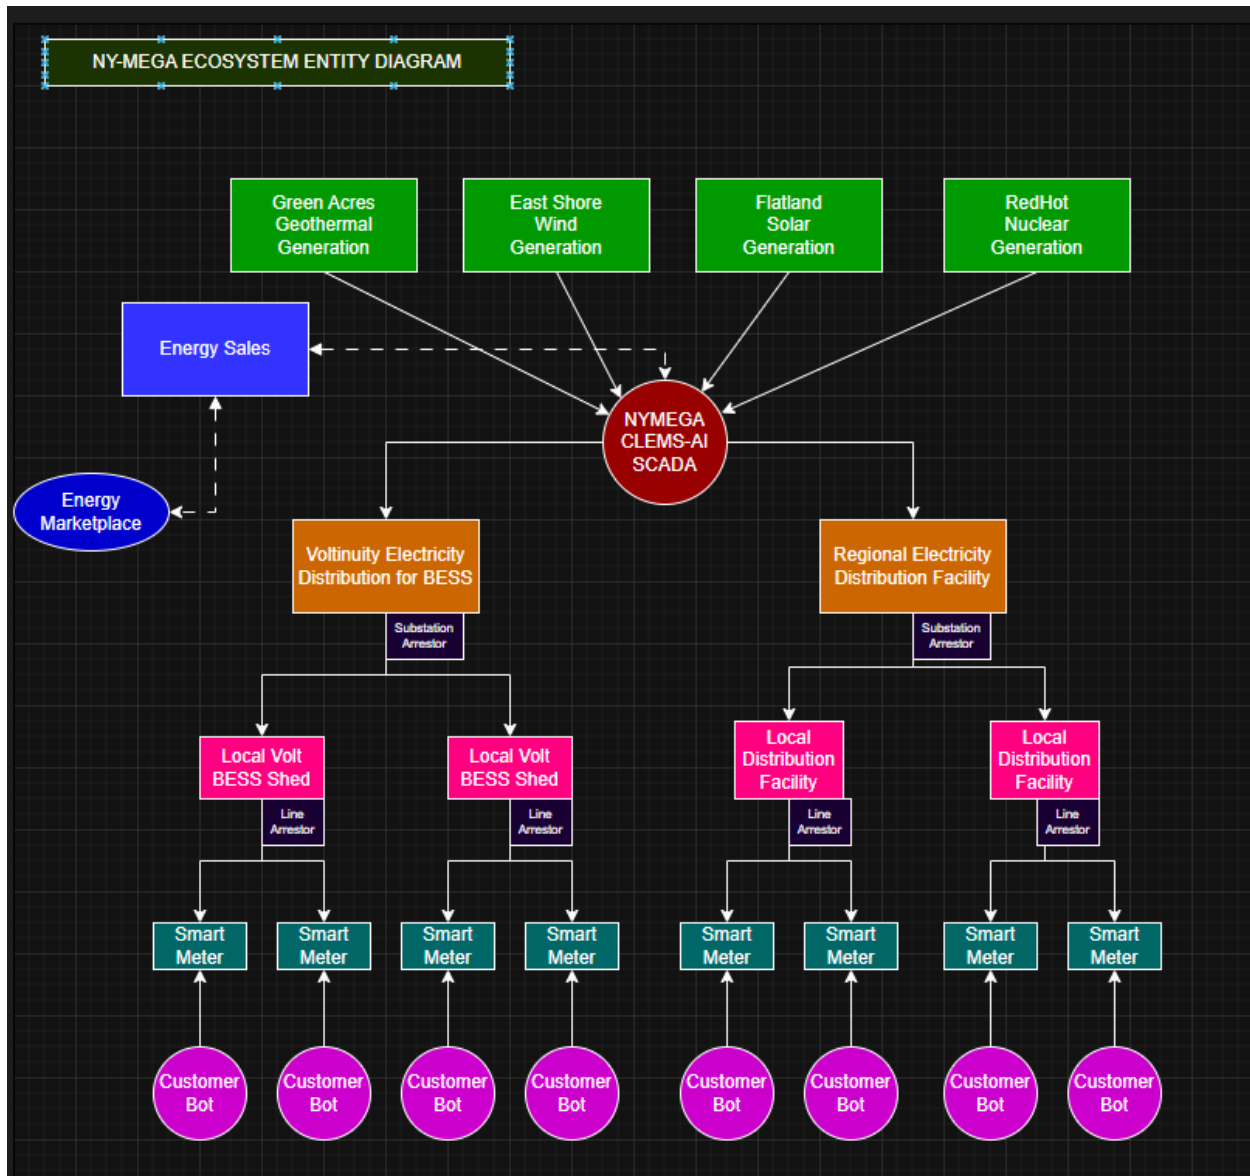 NY-MEGA ECOSYSTEM ENTITY DIAGRAM
Green Acres
Geothermal
Generation
East Shore
Wind
Generation
Flatland
Solar
Generation
RedHot
Nuclear
Generation
Energy Sales
NYMEGA
CLEMS-AI
SCADA
Energy
Marketplace
Voltinuity Electricity
Distribution for BESS
Regional Electricity
Distribution Facility
Substation
Arrestor
Substation
Arrestor
Local Volt
BESS Shed
Local Volt
BESS Shed
Local
Distribution
Facility
Local
Distribution
Facility
Line
Arrestor
Line
Arrestor
Line
Arrestor
Line
Arrestor
Smart
Meter
Smart
Meter
Smart
Meter
Smart
Meter
Smart
Meter
Smart
Meter
Smart
Meter
Smart
Meter
Customer
Bot
Customer
Bot
Customer
Bot
Customer
Bot
Customer
Bot
Customer
Bot
Customer
Bot
Customer
Bot